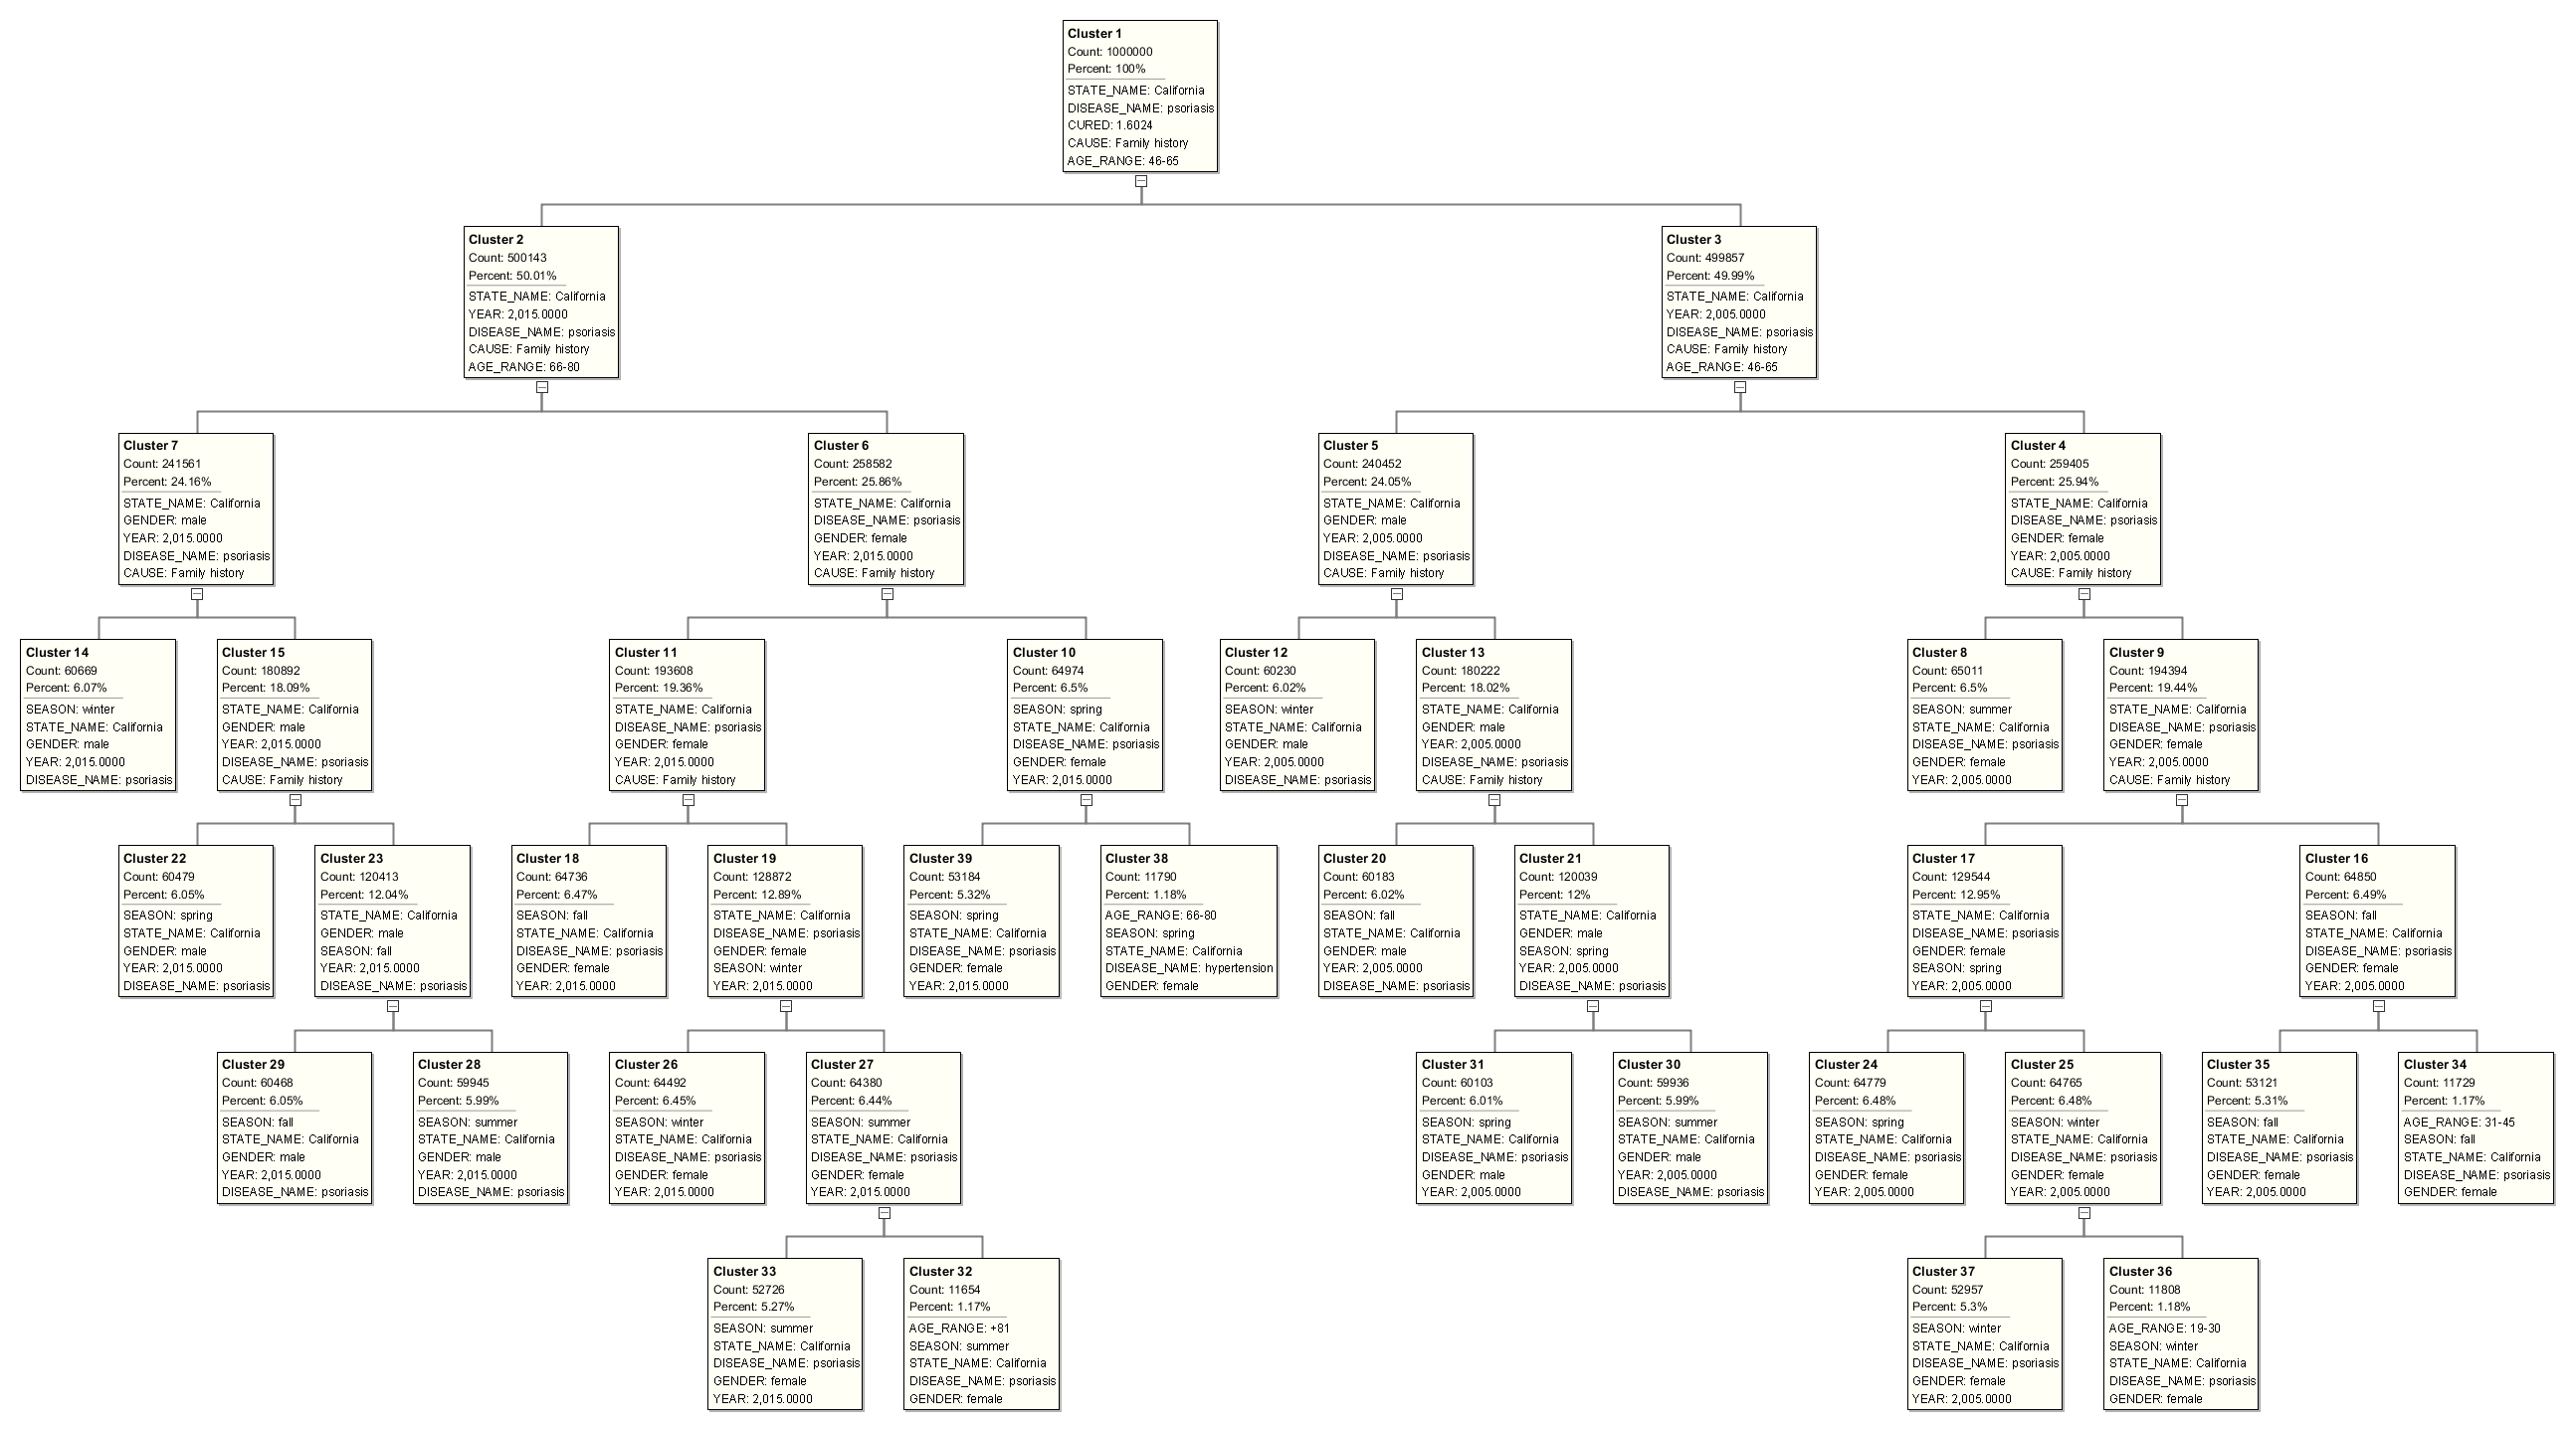 Cluster 1
Count: 1000000
Percent: 100%
STATE_NAME: California
DISEASE_NAME: psoriasis
CURED: 1.6024
CAUSE: Family history
AGE_RANGE: 46-65
Cluster 2
Count: 500143
Percent: 50.01%
STATE_NAME: California
YEAR: 2,015.0000
DISEASE_NAME: psoriasis
CAUSE: Family history
AGE_RANGE: 66-80
Cluster 3
Count: 499857
Percent: 49.99%
STATE_NAME: California
YEAR: 2,005.0000
DISEASE_NAME: psoriasis
CAUSE: Family history
AGE_RANGE: 46-65
Cluster 7
Count: 241561
Percent: 24.16%
STATE_NAME: California
GENDER: male
YEAR: 2,015.0000
DISEASE_NAME: psoriasis
CAUSE: Family history
Cluster 6
Count: 258582
Percent: 25.86%
STATE_NAME: California
DISEASE_NAME: psoriasis
GENDER: female
YEAR: 2,015.0000
CAUSE: Family history
Cluster 5
Count: 240452
Percent: 24.05%
STATE_NAME: California
GENDER: male
YEAR: 2,005.0000
DISEASE_NAME: psoriasis
CAUSE: Family history
Cluster 4
Count: 259405
Percent: 25.94%
STATE_NAME: California
DISEASE_NAME: psoriasis
GENDER: female
YEAR: 2,005.0000
CAUSE: Family history
Cluster 14
Count: 60669
Percent: 6.07%
SEASON: winter
STATE_NAME: California
GENDER: male
YEAR: 2,015.0000
DISEASE_NAME: psoriasis
Cluster 15
Count: 180892
Percent: 18.09%
STATE_NAME: California
GENDER: male
YEAR: 2,015.0000
DISEASE_NAME: psoriasis
CAUSE: Family history
Cluster 11
Count: 193608
Percent: 19.36%
STATE_NAME: California
DISEASE_NAME: psoriasis
GENDER: female
YEAR: 2,015.0000
CAUSE: Family history
Cluster 10
Count: 64974
Percent: 6.5%
SEASON: spring
STATE_NAME: California
DISEASE_NAME: psoriasis
GENDER: female
YEAR: 2,015.0000
Cluster 12
Count: 60230
Percent: 6.02%
SEASON: winter
STATE_NAME: California
GENDER: male
YEAR: 2,005.0000
DISEASE_NAME: psoriasis
Cluster 13
Count: 180222
Percent: 18.02%
STATE_NAME: California
GENDER: male
YEAR: 2,005.0000
DISEASE_NAME: psoriasis
CAUSE: Family history
Cluster 8
Count: 65011
Percent: 6.5%
SEASON: summer
STATE_NAME: California
DISEASE_NAME: psoriasis
GENDER: female
YEAR: 2,005.0000
Cluster 9
Count: 194394
Percent: 19.44%
STATE_NAME: California
DISEASE_NAME: psoriasis
GENDER: female
YEAR: 2,005.0000
CAUSE: Family history
Cluster 22
Count: 60479
Percent: 6.05%
SEASON: spring
STATE_NAME: California
GENDER: male
YEAR: 2,015.0000
DISEASE_NAME: psoriasis
Cluster 23
Count: 120413
Percent: 12.04%
STATE_NAME: California
GENDER: male
SEASON: fall
YEAR: 2,015.0000
DISEASE_NAME: psoriasis
Cluster 18
Count: 64736
Percent: 6.47%
SEASON: fall
STATE_NAME: California
DISEASE_NAME: psoriasis
GENDER: female
YEAR: 2,015.0000
Cluster 19
Count: 128872
Percent: 12.89%
STATE_NAME: California
DISEASE_NAME: psoriasis
GENDER: female
SEASON: winter
YEAR: 2,015.0000
Cluster 39
Count: 53184
Percent: 5.32%
SEASON: spring
STATE_NAME: California
DISEASE_NAME: psoriasis
GENDER: female
YEAR: 2,015.0000
Cluster 38
Count: 11790
Percent: 1.18%
AGE_RANGE: 66-80
SEASON: spring
STATE_NAME: California
DISEASE_NAME: hypertension
GENDER: female
Cluster 20
Count: 60183
Percent: 6.02%
SEASON: fall
STATE_NAME: California
GENDER: male
YEAR: 2,005.0000
DISEASE_NAME: psoriasis
Cluster 21
Count: 120039
Percent: 12%
STATE_NAME: California
GENDER: male
SEASON: spring
YEAR: 2,005.0000
DISEASE_NAME: psoriasis
Cluster 17
Count: 129544
Percent: 12.95%
STATE_NAME: California
DISEASE_NAME: psoriasis
GENDER: female
SEASON: spring
YEAR: 2,005.0000
Cluster 16
Count: 64850
Percent: 6.49%
SEASON: fall
STATE_NAME: California
DISEASE_NAME: psoriasis
GENDER: female
YEAR: 2,005.0000
Cluster 29
Count: 60468
Percent: 6.05%
SEASON: fall
STATE_NAME: California
GENDER: male
YEAR: 2,015.0000
DISEASE_NAME: psoriasis
Cluster 28
Count: 59945
Percent: 5.99%
SEASON: summer
STATE_NAME: California
GENDER: male
YEAR: 2,015.0000
DISEASE_NAME: psoriasis
Cluster 26
Count: 64492
Percent: 6.45%
SEASON: winter
STATE_NAME: California
DISEASE_NAME: psoriasis
GENDER: female
YEAR: 2,015.0000
Cluster 27
Count: 64380
Percent: 6.44%
SEASON: summer
STATE_NAME: California
DISEASE_NAME: psoriasis
GENDER: female
YEAR: 2,015.0000
Cluster 31
Count: 60103
Percent: 6.01%
SEASON: spring
STATE_NAME: California
DISEASE_NAME: psoriasis
GENDER: male
YEAR: 2,005.0000
Cluster 30
Count: 59936
Percent: 5.99%
SEASON: summer
STATE_NAME: California
GENDER: male
YEAR: 2,005.0000
DISEASE_NAME: psoriasis
Cluster 24
Count: 64779
Percent: 6.48%
SEASON: spring
STATE_NAME: California
DISEASE_NAME: psoriasis
GENDER: female
YEAR: 2,005.0000
Cluster 25
Count: 64765
Percent: 6.48%
SEASON: winter
STATE_NAME: California
DISEASE_NAME: psoriasis
GENDER: female
YEAR: 2,005.0000
Cluster 35
Count: 53121
Percent: 5.31%
SEASON: fall
STATE_NAME: California
DISEASE_NAME: psoriasis
GENDER: female
YEAR: 2,005.0000
Cluster 34
Count: 11729
Percent: 1.17%
AGE_RANGE: 31-45
SEASON: fall
STATE_NAME: California
DISEASE_NAME: psoriasis
GENDER: female
Cluster 33
Count: 52726
Percent: 5.27%
SEASON: summer
STATE_NAME: California
DISEASE_NAME: psoriasis
GENDER: female
YEAR: 2,015.0000
Cluster 32
Count: 11654
Percent: 1.17%
AGE_RANGE: +81
SEASON: summer
STATE_NAME: California
DISEASE_NAME: psoriasis
GENDER: female
Cluster 37
Count: 52957
Percent: 5.3%
SEASON: winter
STATE_NAME: California
DISEASE_NAME: psoriasis
GENDER: female
YEAR: 2,005.0000
Cluster 36
Count: 11808
Percent: 1.18%
AGE_RANGE: 19-30
SEASON: winter
STATE_NAME: California
DISEASE_NAME: psoriasis
GENDER: female